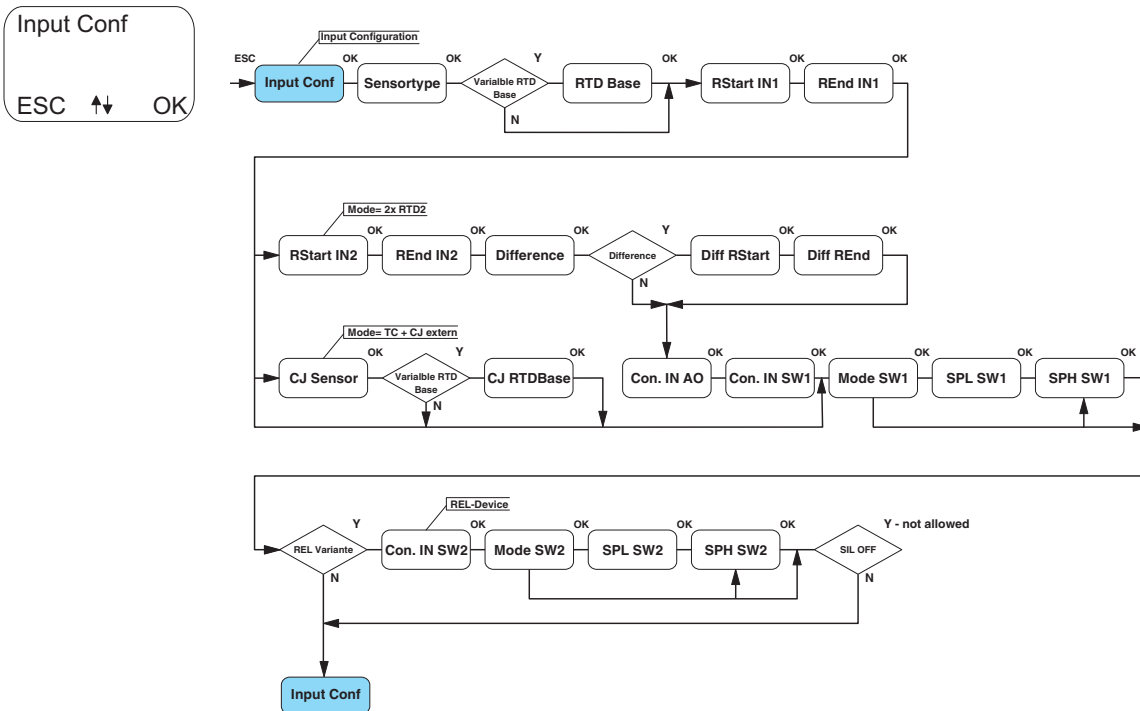 Input Conf
ESC OK
Input Configuration
ESC
Input Conf
OK
Sensortype
OK
Varialble RTD
Base
Y
N
RTD Base
OK
RStart IN1
OK
REnd IN1
OK
Mode= 2x RTD2
RStart IN2
OK
REnd IN2
OK
Difference
OK
Difference
Y
N
Diff RStart
OK
Diff REnd
OK
Mode= TC + CJ extern
CJ Sensor
OK
Varialble RTD
Base
Y
N
CJ RTDBase
OK
Con. IN AO
OK
Con. IN SW1
OK
Mode SW1
OK
SPL SW1
OK
SPH SW1
OK
REL Variante
Y
N
REL-Device
Con. IN SW2
OK
Mode SW2
OK
SPL SW2
OK
SPH SW2
OK
SIL OFF
Y - not allowed
N
Input Conf